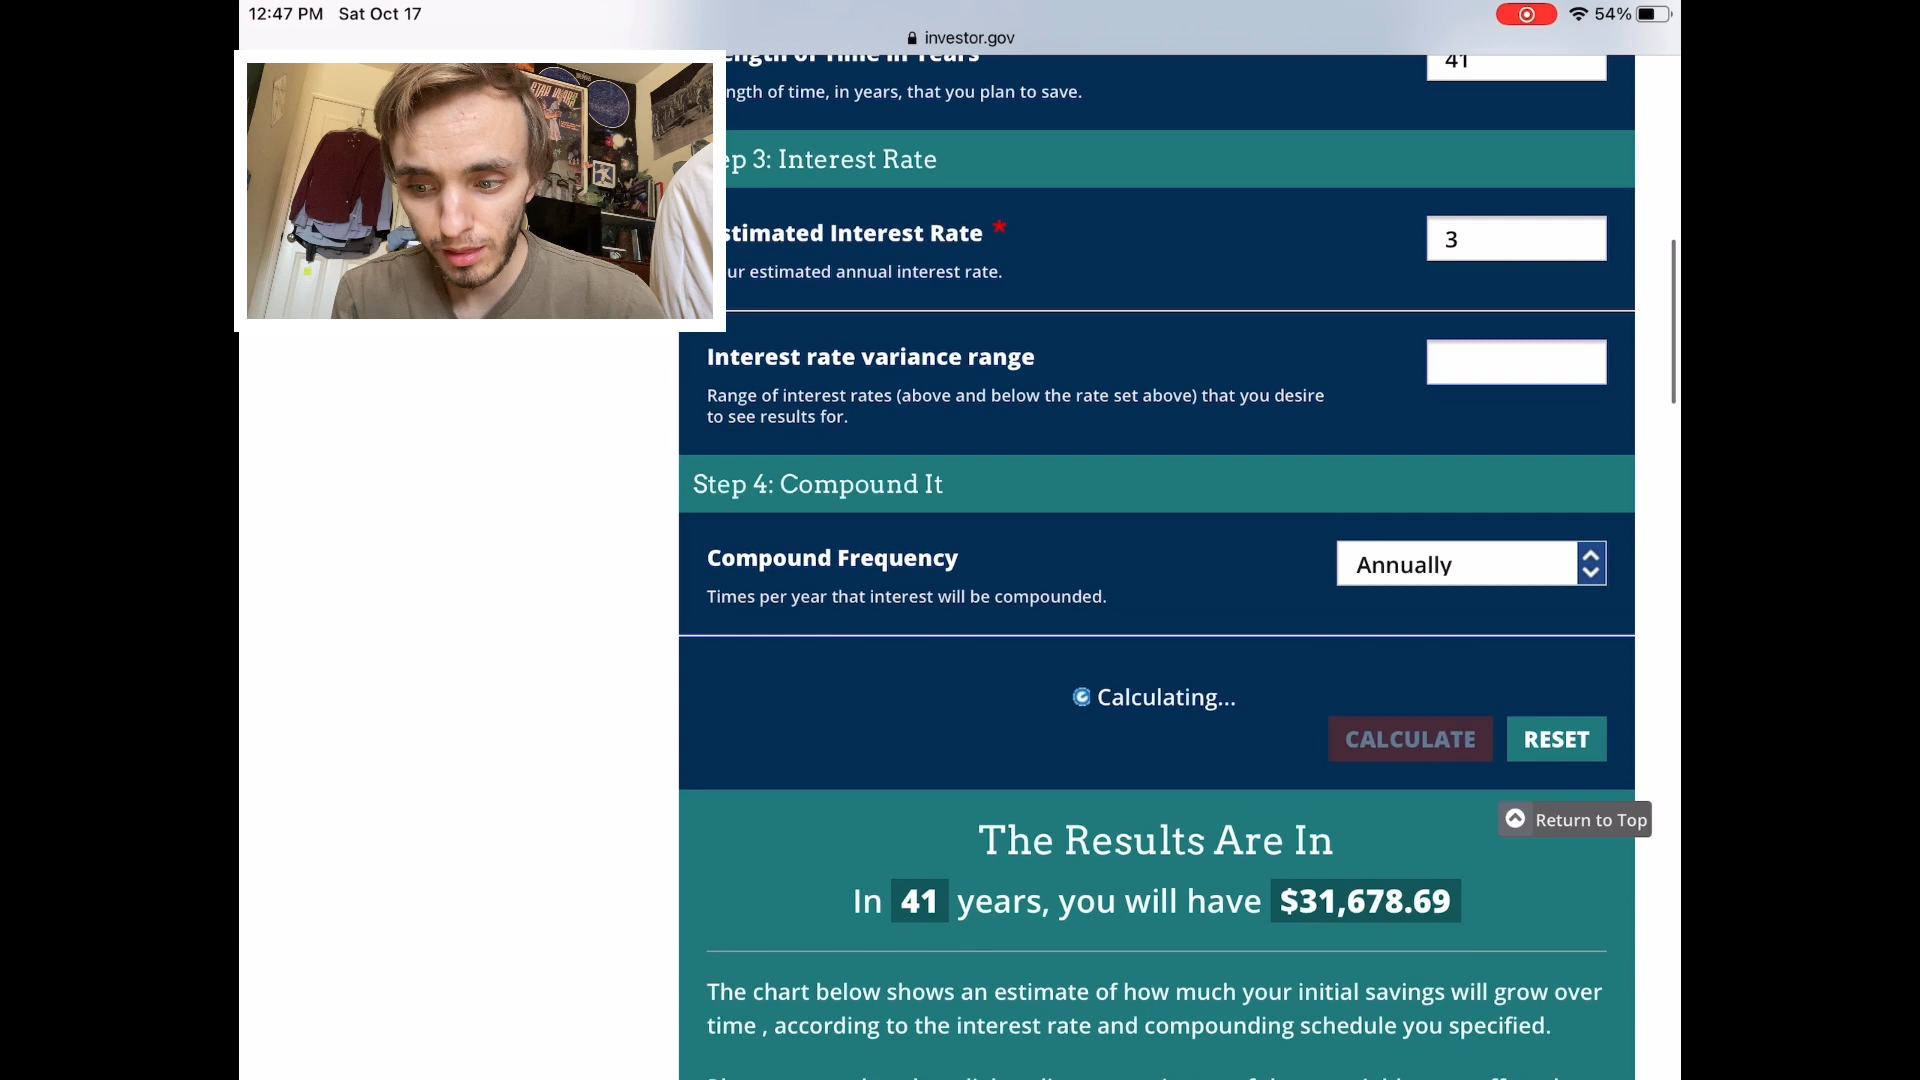 12:47 PM Sat Oct 17
54%
investor.gov
ngth of Time in Years
41
ngth of time, in years, that you plan to save.
ep 3: Interest Rate
stimated Interest Rate *
3
ur estimated annual interest rate.
Interest rate variance range
Range of interest rates (above and below the rate set above) that you desire
to see results for.
Step 4: Compound It
Compound Frequency
Annually
Times per year that interest will be compounded.
Calculating...
CALCULATE
RESET
Return to Top
The Results Are In
In 41 years, you will have $31,678.69
The chart below shows an estimate of how much your initial savings will grow over
time , according to the interest rate and compounding schedule you specified.